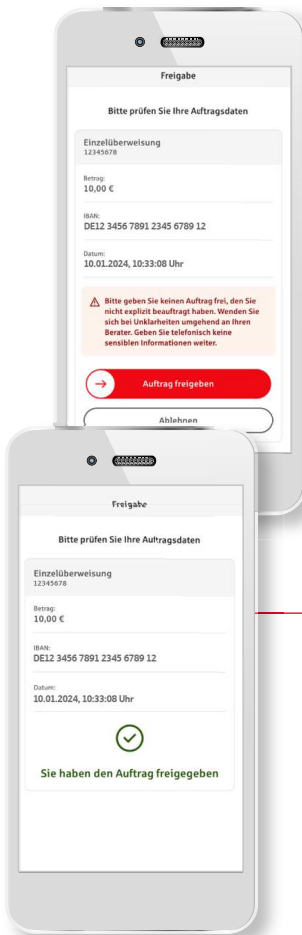 Freigabe
Bitte prüfen Sie Ihre Auftragsdaten
Einzelüberweisung
12345678
Betrag:
10,00 €
IBAN:
DE12 3456 7891 2345 6789 12
Datum:
10.01.2024, 10:33:08 Uhr
Bitte geben Sie keinen Auftrag frei, den Sie
nicht explizit beauftragt haben. Wenden Sie
sich bei Unklarheiten umgehend an Ihren
Berater. Geben Sie telefonisch keine
sensiblen Informationen weiter.
Auftrag freigeben
Ablehnen
Freigabe
Bitte prüfen Sie Ihre Auftragsdaten
Einzelüberweisung
12345678
Betrag:
10,00 €
IBAN:
DE12 3456 7891 2345 6789 12
Datum:
10.01.2024, 10:33:08 Uhr
Sie haben den Auftrag freigegeben